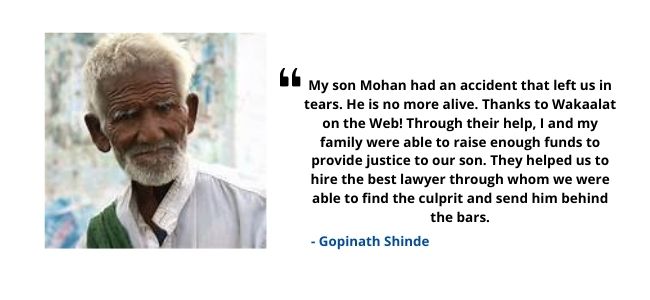 “ My son Mohan had an accident that left us in
tears. He is no more alive. Thanks to Wakaalat
on the Web! Through their help, I and my
family were able to raise enough funds to
provide justice to our son. They helped us to
hire the best lawyer through whom we were
able to find the culprit and send him behind
the bars.
- Gopinath Shinde